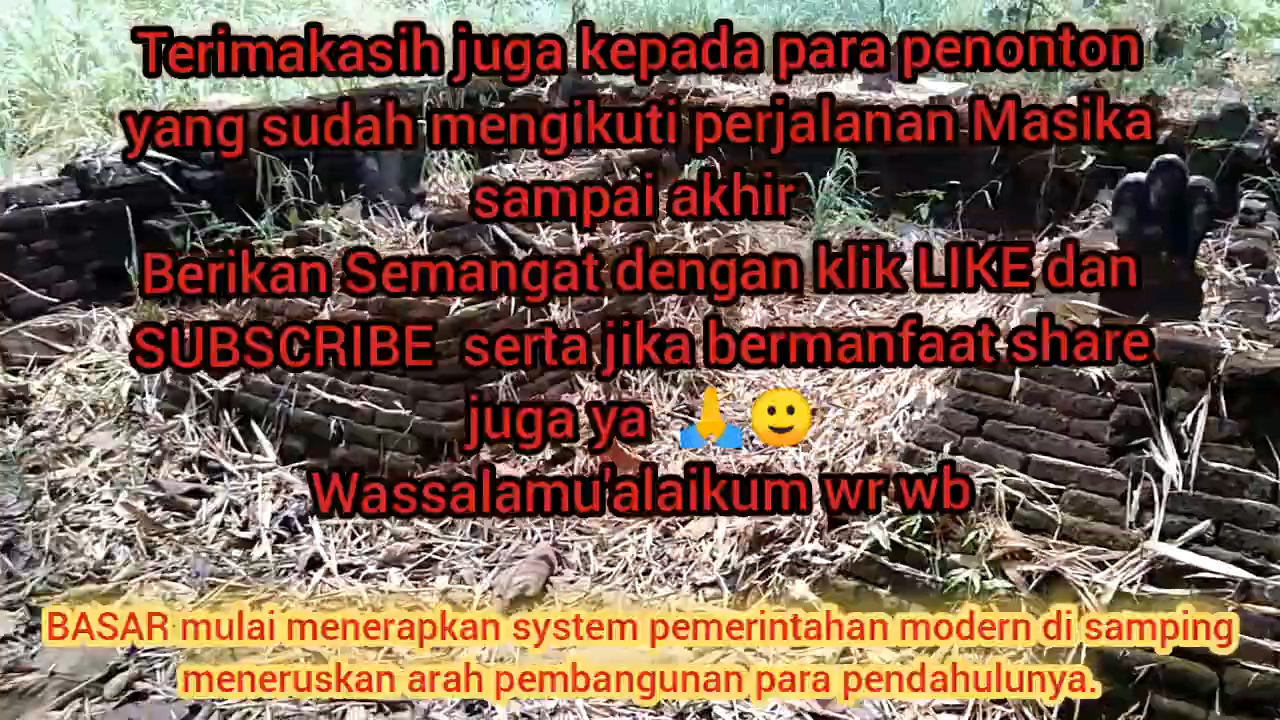 Terimakasih juga kepada para penonton
yang sudah mengikuti perjalanan Masika
sampai akhir
Berikan Semangat dengan klik LIKE dan
SUBSCRIBE serta jika bermanfaat share
juga ya 🙏🙂
Wassalamu'alaikum wr wb
BASAR mulai menerapkan system pemerintahan modern di samping
meneruskan arah pembangunan para pendahulunya.